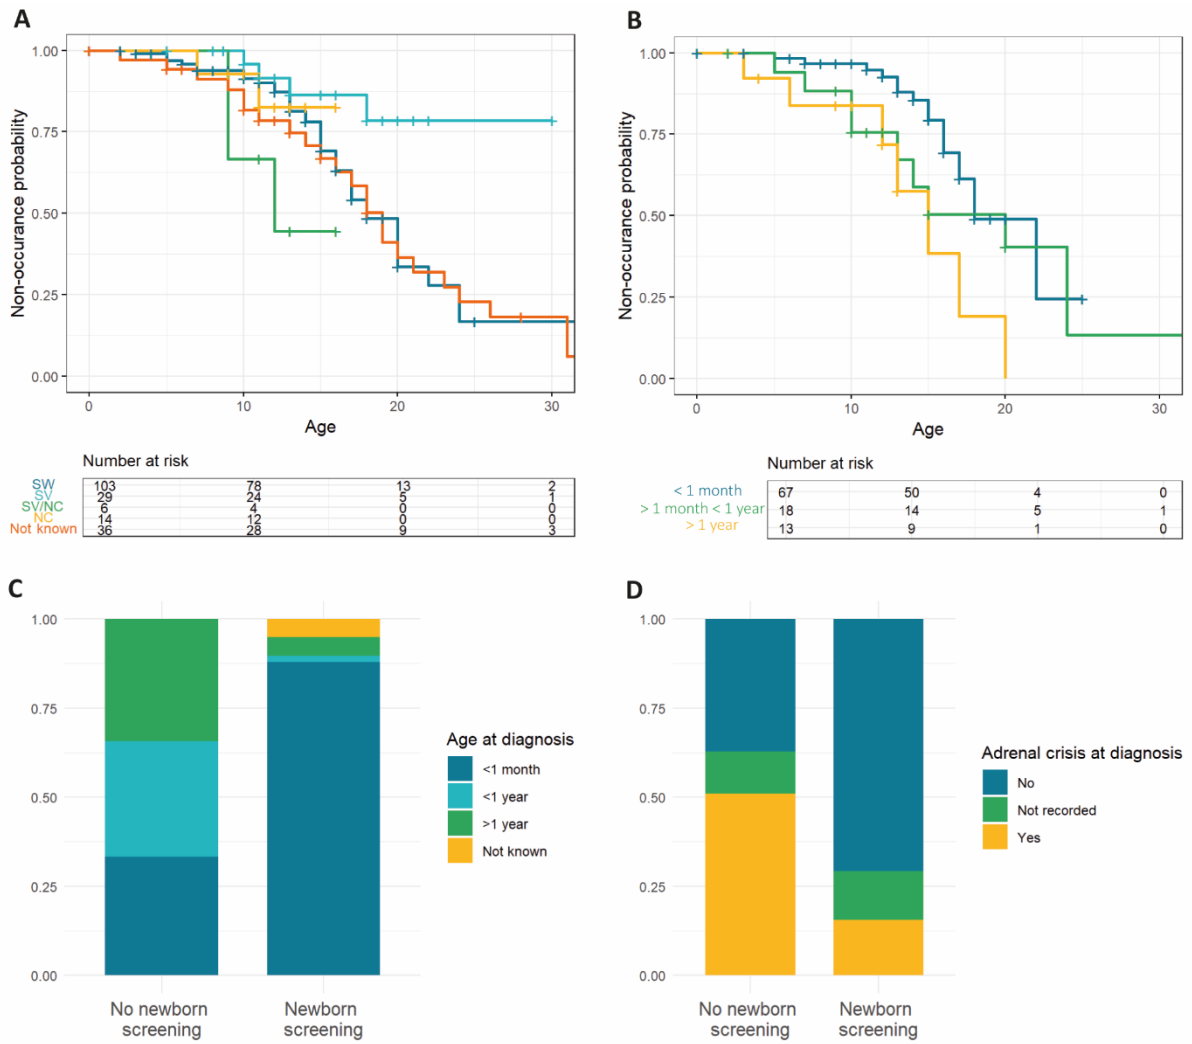 A
1.00
0.75
0.50
0.25
0.00
Non-occurance probability
0 10 20 30
Age
Number at risk
SW 103 78 13 2
SV 29 24 5 1
SV/NC 6 4 0 0
NC 14 12 0 0
Not known 36 28 9 3
B
1.00
0.75
0.50
0.25
0.00
Non-occurance probability
0 10 20 30
Age
Number at risk
< 1 month 67 50 4 0
> 1 month < 1 year 18 14 5 1
> 1 year 13 9 1 0
C
1.00
0.75
0.50
0.25
0.00
No newborn
screening
Newborn
screening
Age at diagnosis
<1 month
<1 year
>1 year
Not known
D
1.00
0.75
0.50
0.25
0.00
No newborn
screening
Newborn
screening
Adrenal crisis at diagnosis
No
Not recorded
Yes